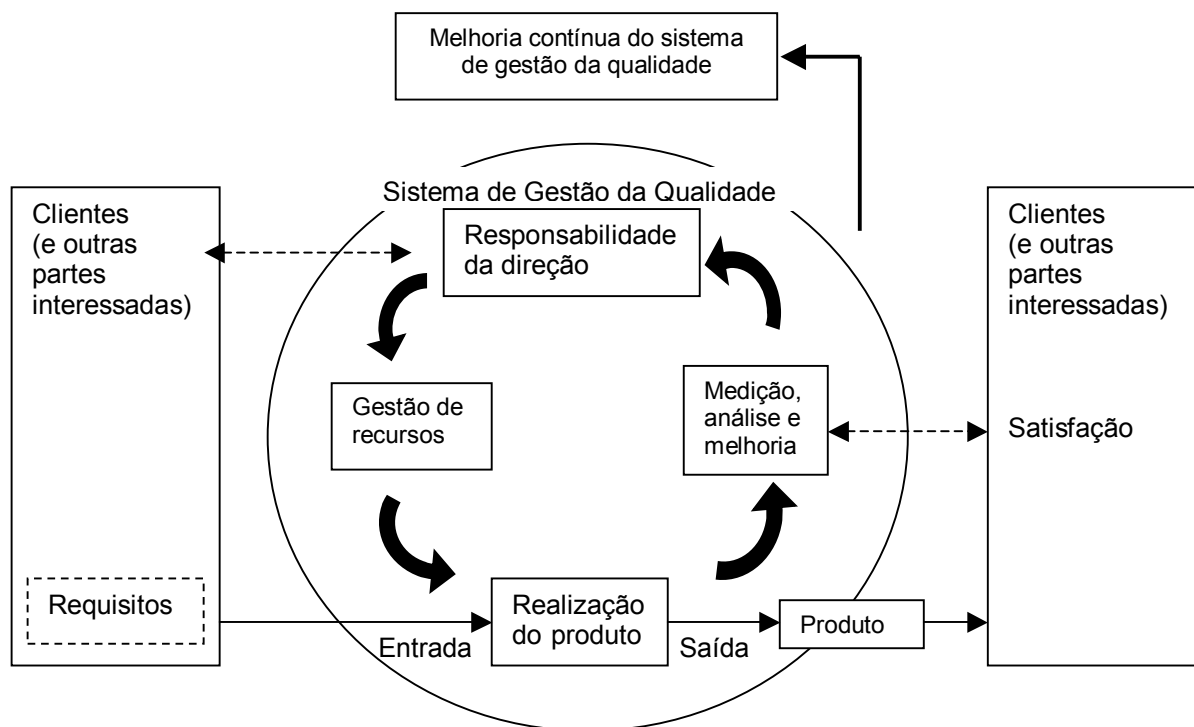 Melhoria contínua do sistema
de gestão da qualidade
Sistema de Gestão da Qualidade
Clientes
(e outras
partes
interessadas)
Requisitos
Responsabilidade
da direção
Gestão de
recursos
Medição,
análise e
melhoria
Entrada
Realização
do produto
Saída
Produto
Clientes
(e outras
partes
interessadas)
Satisfação